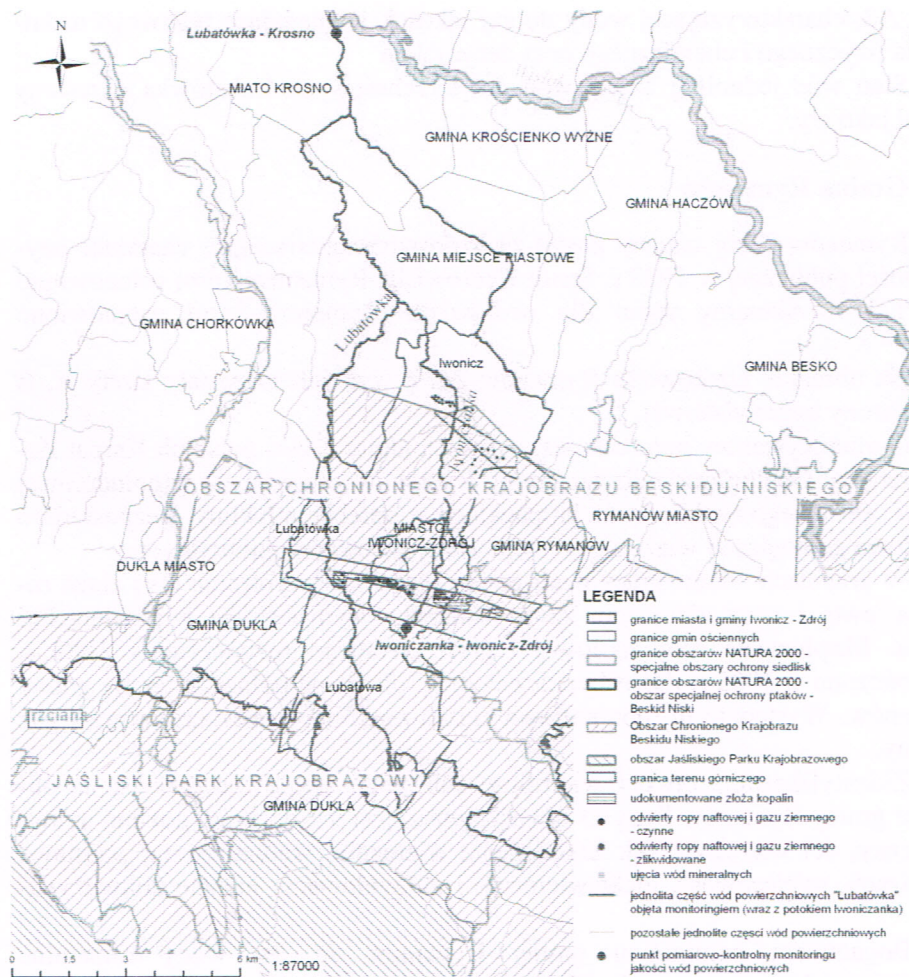 N
Lubatówka - Krosno
Wisłok
MIATO KROSNO
GMINA KROŚCIENKO WYŻNE
GMINA HACZÓW
GMINA MIEJSCE PIASTOWE
Lubatówka
GMINA CHORKÓWKA
Iwonicz
GMINA BESKO
Iwoniczanka
OBSZAR CHRONIONEGO KRAJOBRAZU BESKIDU NISKIEGO
RYMANÓW MIASTO
Lubatówka
MIASTO
IWONICZ-ZDRÓJ
GMINA RYMANÓW
DUKLA MIASTO
GMINA DUKLA
Iwoniczanka - Iwonicz-Zdrój
Lubatowa
Trzciana
JAŚLISKI PARK KRAJOBRAZOWY
GMINA DUKLA
0 1,5 3 6 km
1:87000
LEGENDA
granice miasta i gminy Iwonicz - Zdrój
granice gmin ościennych
granice obszarów NATURA 2000 -
specjalne obszary ochrony siedlisk
granice obszarów NATURA 2000 -
obszar specjalnej ochrony ptaków -
Beskid Niski
Obszar Chronionego Krajobrazu
Beskidu Niskiego
obszar Jaśliskiego Parku Krajobrazowego
granica terenu górniczego
udokumentowane złoża kopalin
odwierty ropy naftowej i gazu ziemnego
- czynne
odwierty ropy naftowej i gazu ziemnego
- zlikwidowane
ujęcia wód mineralnych
jednolita część wód powierzchniowych "Lubatówka"
objęta monitoringiem (wraz z potokiem Iwoniczanka)
pozostałe jednolite części wód powierzchniowych
punkt pomiarowo-kontrolny monitoringu
jakości wód powierzchniowych